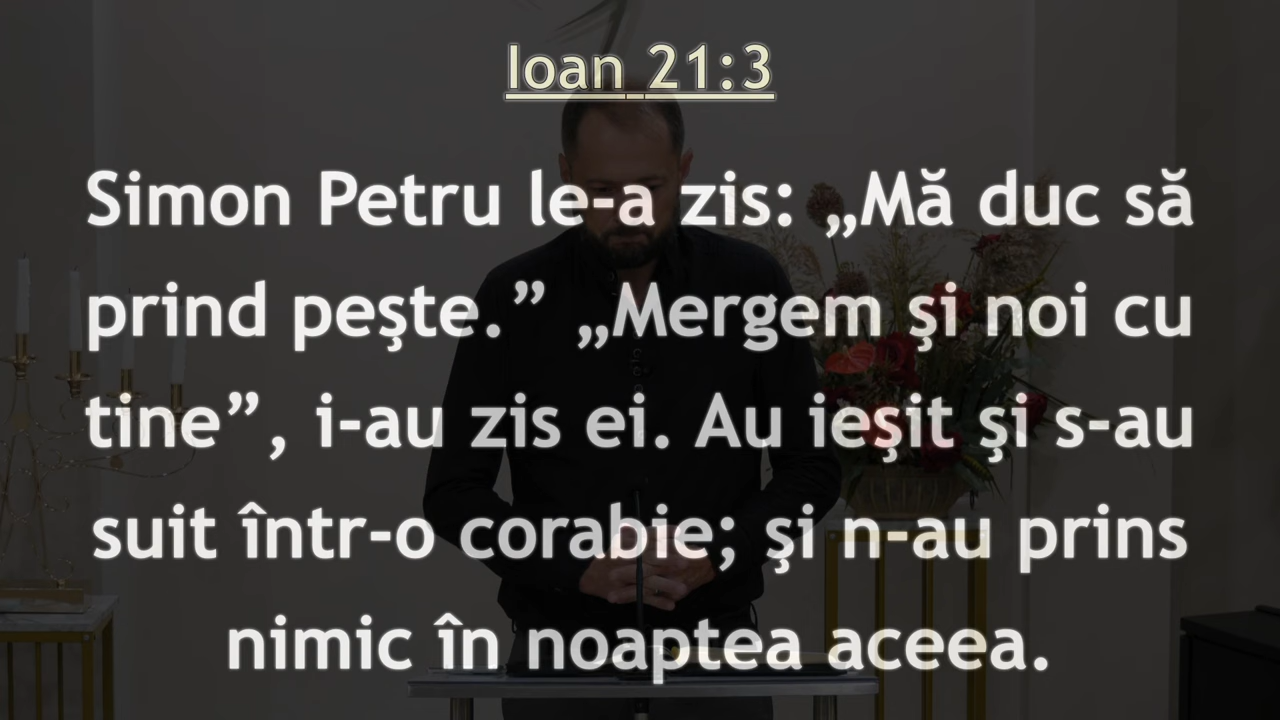 Ioan 21:3
Simon Petru le-a zis: „Mă duc să
prind peşte.” „Mergem şi noi cu
tine”, i-au zis ei. Au ieşit şi s-au
suit într-o corabie; şi n-au prins
nimic în noaptea aceea.